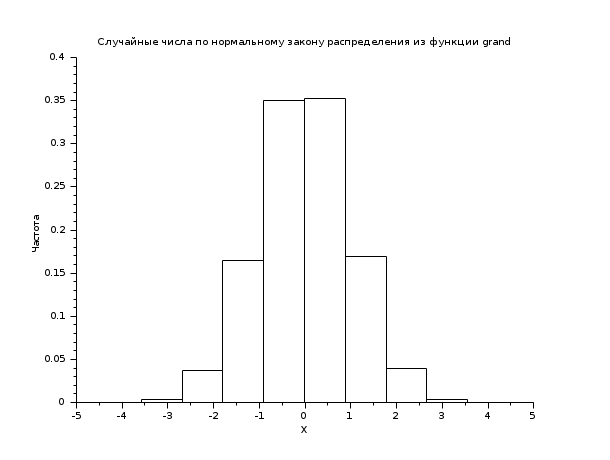 Случайные числа по нормальному закону распределения из функции grand
0.4
0.35
0.3
0.25
0.2
0.15
0.1
0.05
0
Частота
-5 -4 -3 -2 -1 0 1 2 3 4 5
X